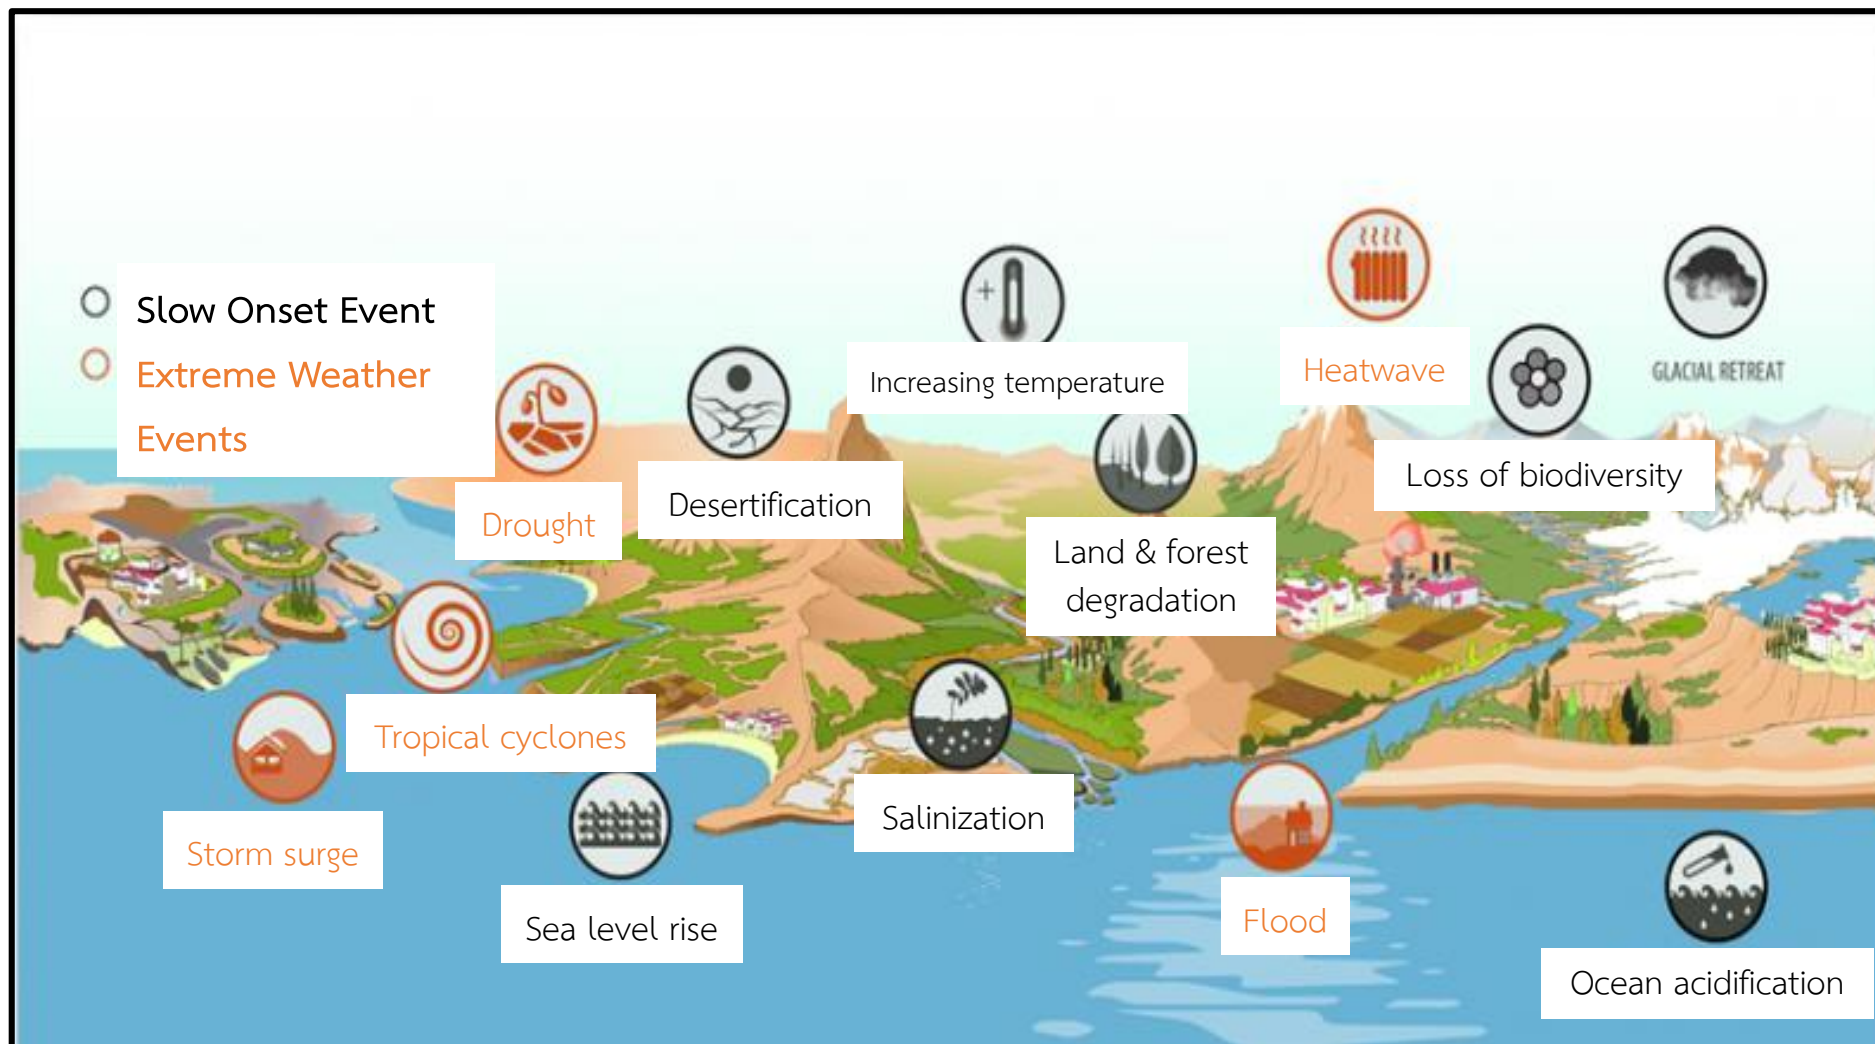 Slow Onset Event
Extreme Weather
Events
Increasing temperature
Heatwave
GLACIAL RETREAT
Drought
Desertification
Loss of biodiversity
Land & forest
degradation
Tropical cyclones
Storm surge
Salinization
Sea level rise
Flood
Ocean acidification